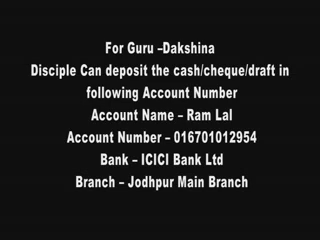 For Guru –Dakshina
Disciple Can deposit the cash/cheque/draft in
following Account Number
Account Name – Ram Lal
Account Number – 016701012954
Bank – ICICI Bank Ltd
Branch – Jodhpur Main Branch